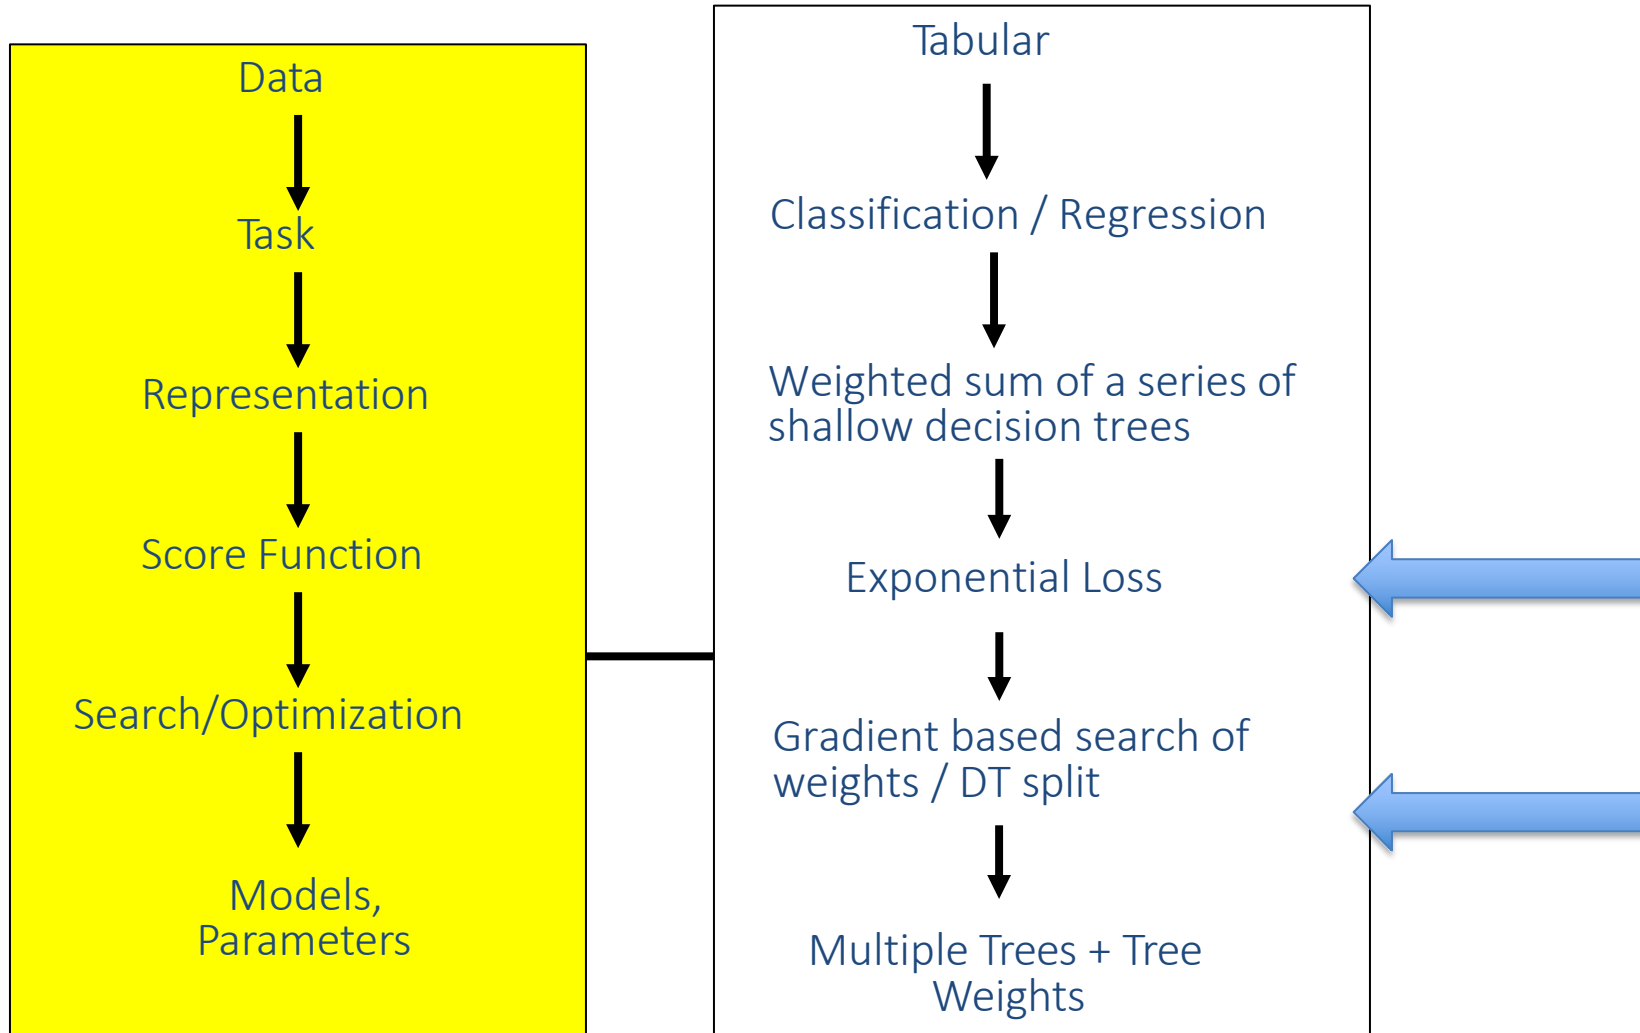 Data
Task
Representation
Score Function
Search/Optimization
Models,
Parameters
Tabular
Classification / Regression
Weighted sum of a series of
shallow decision trees
Exponential Loss
Gradient based search of
weights / DT split
Multiple Trees + Tree
Weights